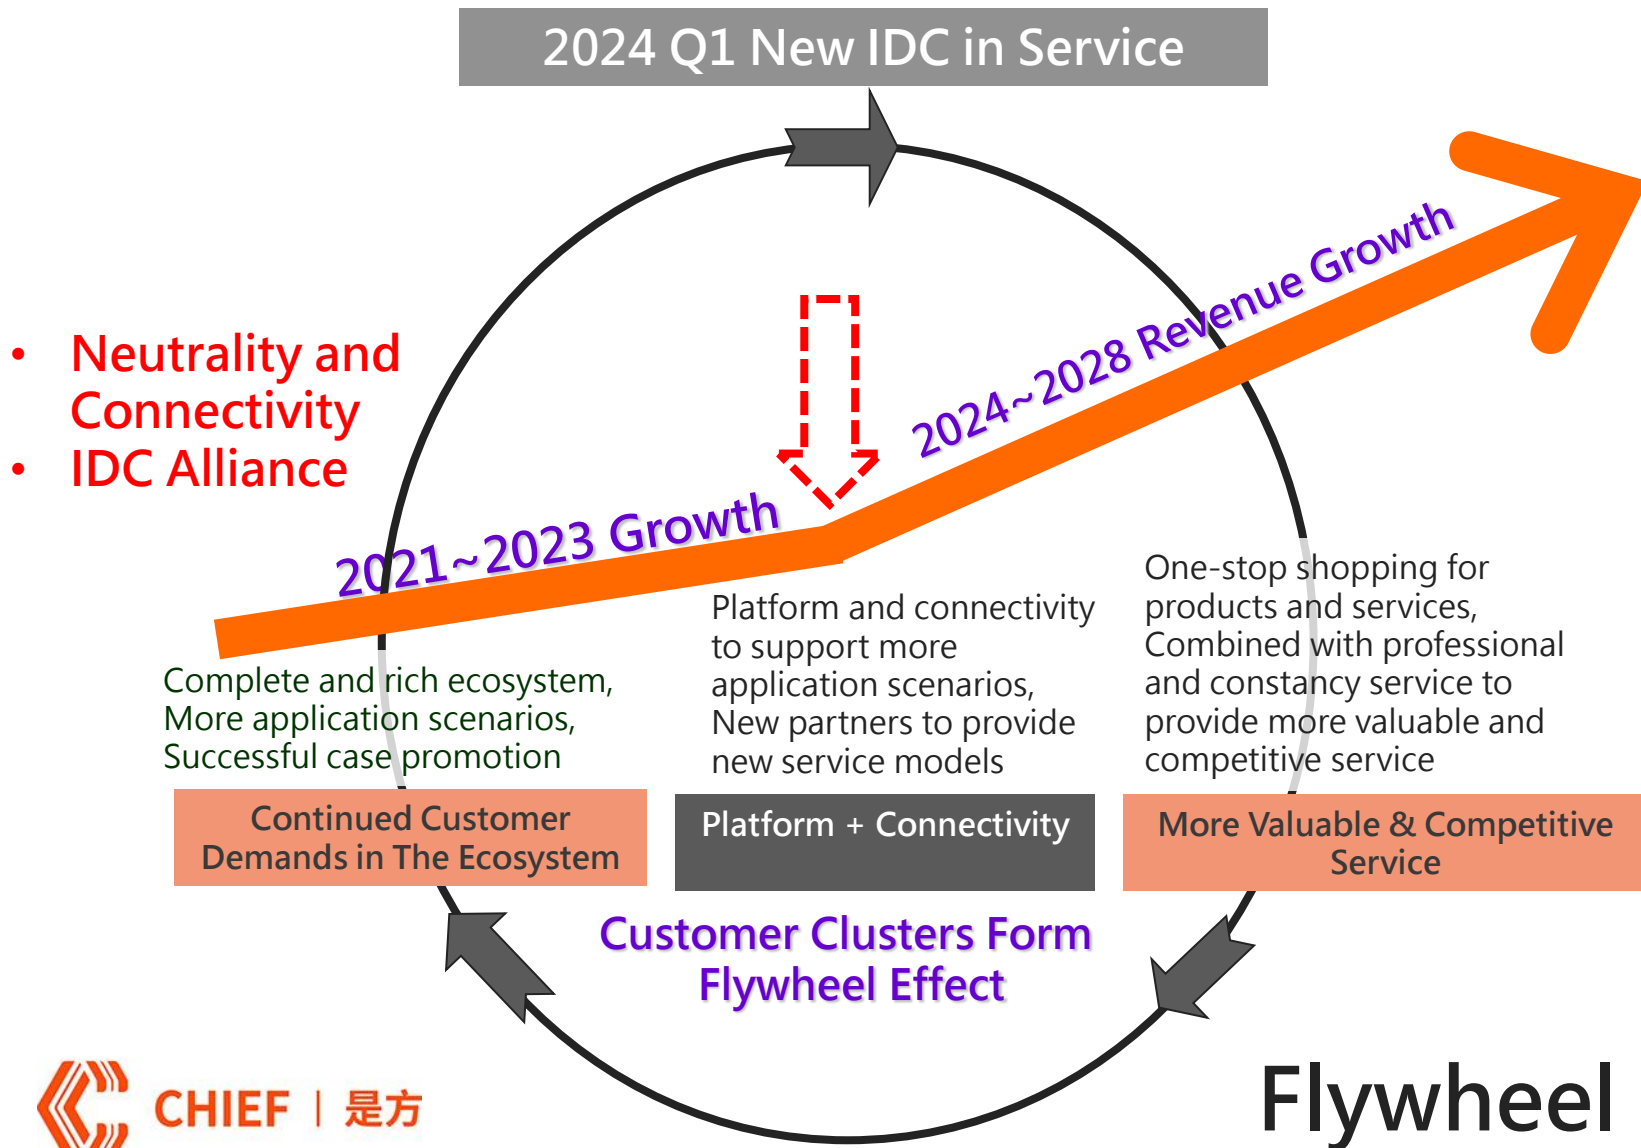 2024 Q1 New IDC in Service
2024~2028 Revenue Growth
• Neutrality and
Connectivity
• IDC Alliance
2021~2023 Growth
Complete and rich ecosystem,
More application scenarios,
Successful case promotion
Platform and connectivity
to support more
application scenarios,
New partners to provide
new service models
One-stop shopping for
products and services,
Combined with professional
and constancy service to
provide more valuable and
competitive service
Continued Customer
Demands in The Ecosystem
Platform + Connectivity
More Valuable & Competitive
Service
Customer Clusters Form
Flywheel Effect
CHIEF | 是方
Flywheel